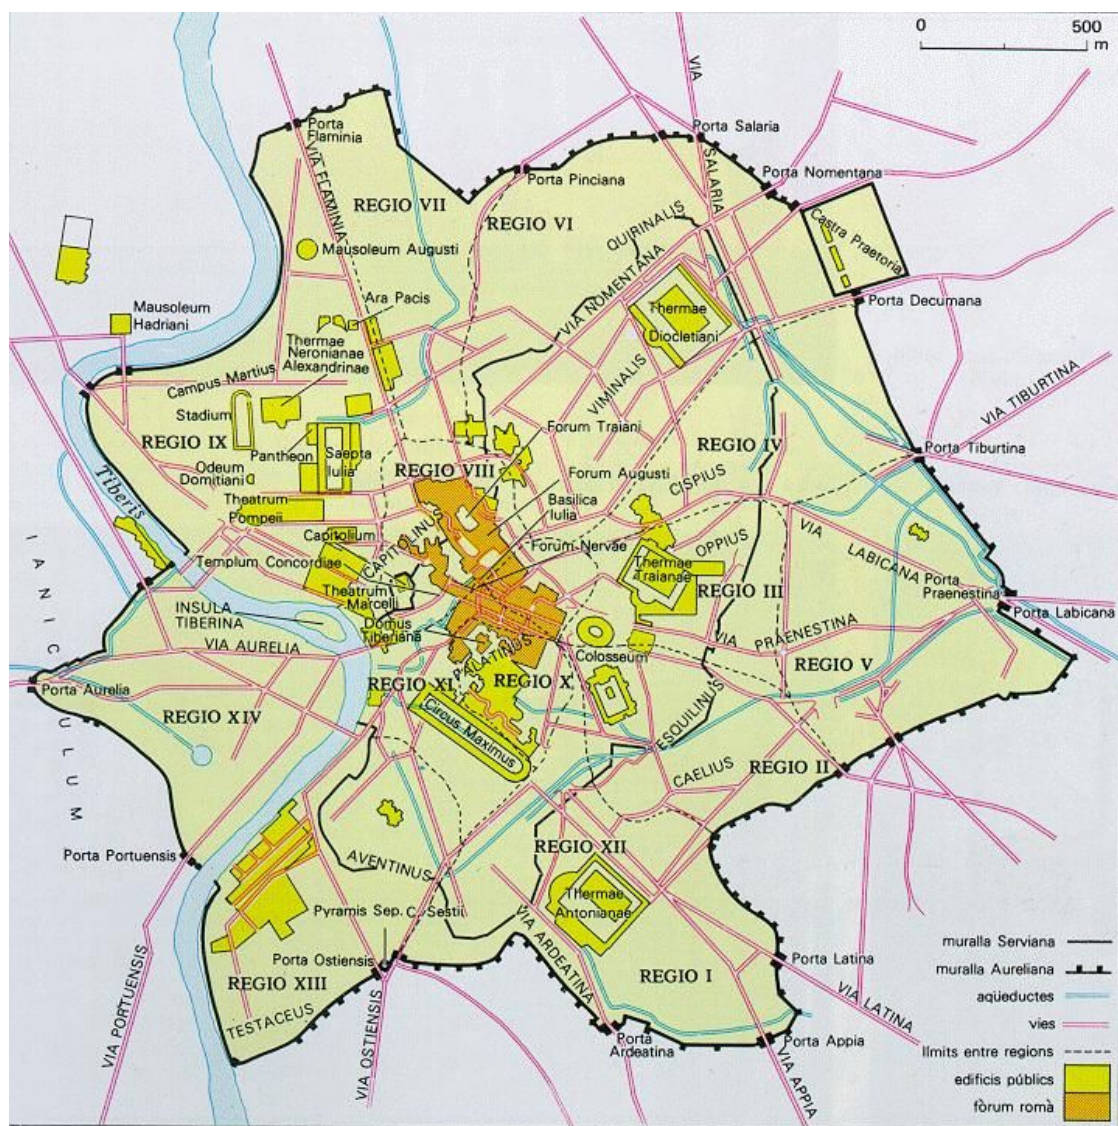 0 500
m
VIA
SALARIA
Porta Salaria
Porta
Flaminia
VIA FLAMINIA
Porta Pinciana
Porta Nomentana
REGIO VII
REGIO VI
QUIRINALIS
Castra Praetoria
Mausoleum Augusti
VIA NOMENTANA
Ara Pacis
Mausoleum
Hadriani
Thermae
Diocletiani
Porta Decumana
Thermae
Neronianae
Alexandrinae
Campus Martius
VIMINALIS
VIA TIBURTINA
Stadium
Forum Traiani
REGIO IX
REGIO IV
Porta Tiburtina
Pantheon
Saepta
Iulia
REGIO VIII
Forum Augusti
CISPIUS
Odeum
Domitiani
Tiberis
Theatrum
Pompeii
Basilica
Iulia
VIA
LABICANA
Capitolium
CAPITOLINUS
Forum Nervae
OPPIUS
Templum Concordiae
Thermae
Traianae
Porta
Praenestina
Theatrum
Marcelli
REGIO III
Porta Labicana
INSULA
TIBERINA
Domus
Tiberiana
VIA
PRAENESTINA
IANICULUM
VIA AURELIA
PALATINUS
Colosseum
REGIO V
Porta Aurelia
REGIO XI
REGIO X
ESQUILINUS
REGIO XIV
Circus Maximus
CAELIUS
REGIO II
Porta Portuensis
AVENTINUS
REGIO XII
Thermae
Antonianae
Pyramis Sep. C. Sestii
VIA ARDEATINA
VIA PORTUENSIS
Porta Ostiensis
Porta Latina
REGIO XIII
REGIO I
TESTACEUS
VIA OSTIENSIS
VIA LATINA
Porta
Ardeatina
Porta Appia
VIA APPIA
muralla Serviana
muralla Aureliana
aqüeductes
vies
límits entre regions
edificis públics
fòrum romà